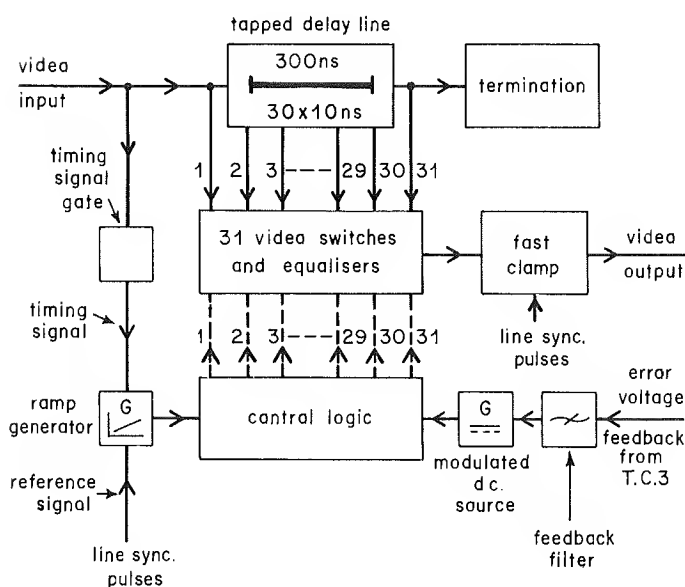 tapped delay line
300ns
30x10ns
videa
input
termination
timing
signal
gate
1 2 3 29 30 31
31 video switches
and equalisers
fast
clamp
video
output
timing
signal
1 2 3 29 30 31
line sync.
pulses
ramp
generator
G
cantral logic
G
error
voltage
feedback
from
T.C.3
modulated
d c.
source
reference
signal
feedback
filter
line sync.
pulses